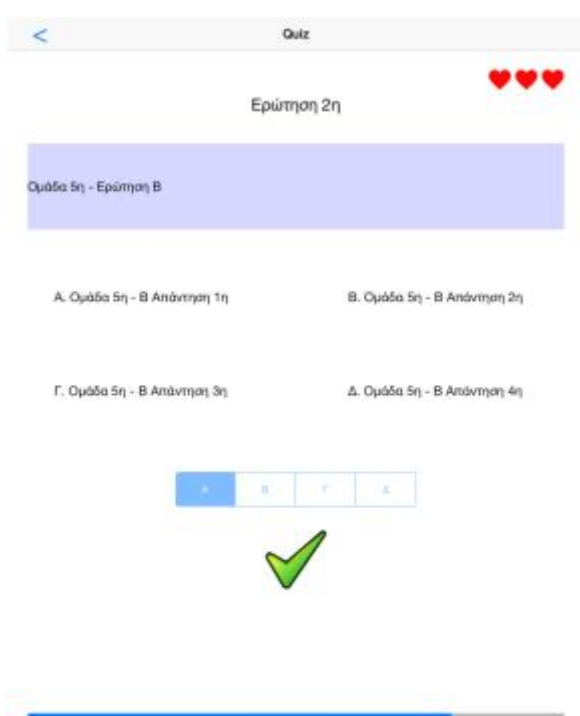 <
Quiz
Ερώτηση 2η
Ομάδα 5η - Ερώτηση Β
Α. Ομάδα 5η - Β Απάντηση 1η
Β. Ομάδα 5η - Β Απάντηση 2η
Γ. Ομάδα 5η - Β Απάντηση 3η
Δ. Ομάδα 5η - Β Απάντηση 4η
Α Β Γ Δ